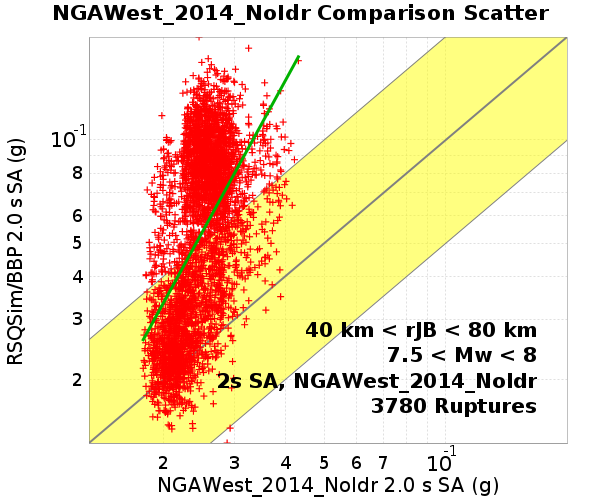 NGAWest_2014_NoIdr Comparison Scatter
RSQSim/BBP 2.0 s SA (g)
10-1
8
6
5
4
3
2
40 km < rJB < 80 km
7.5 < Mw < 8
2s SA, NGAWest_2014_NoIdr
3780 Ruptures
2 3 4 5 6 7 10-1
NGAWest_2014_NoIdr 2.0 s SA (g)